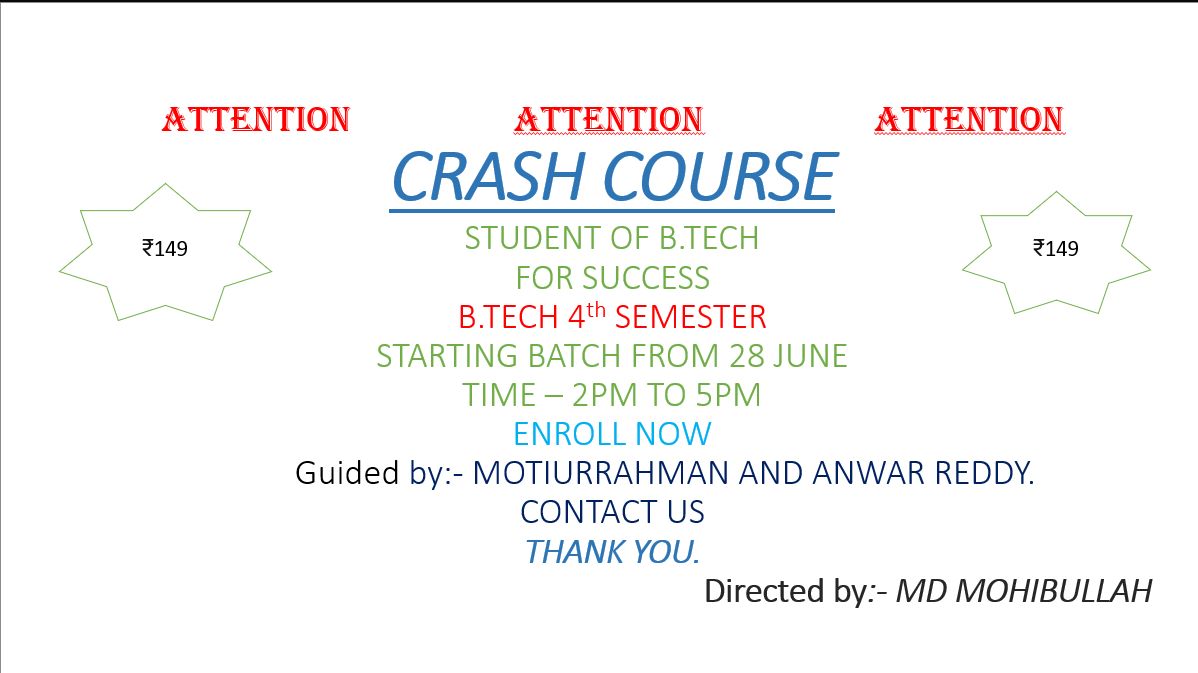 ATTENTION ATTENTION ATTENTION
CRASH COURSE
₹149 ₹149
STUDENT OF B.TECH
FOR SUCCESS
B.TECH 4th SEMESTER
STARTING BATCH FROM 28 JUNE
TIME – 2PM TO 5PM
ENROLL NOW
Guided by:- MOTIURRAHMAN AND ANWAR REDDY.
CONTACT US
THANK YOU.
Directed by:- MD MOHIBULLAH